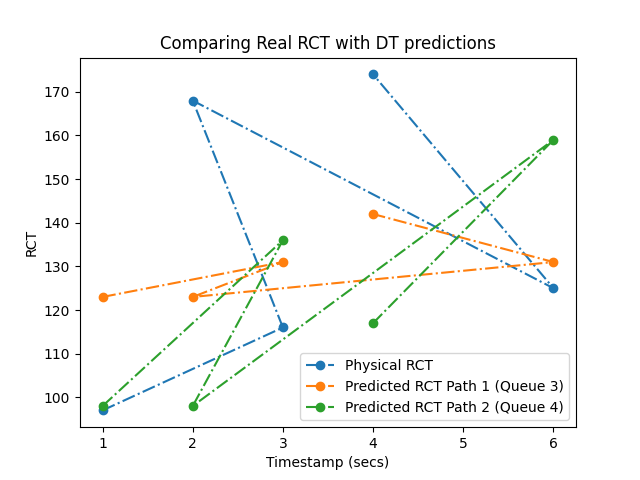 Comparing Real RCT with DT predictions
170
160
150
140
130
120
110
100
RCT
Physical RCT
Predicted RCT Path 1 (Queue 3)
Predicted RCT Path 2 (Queue 4)
1 2 3 4 5 6
Timestamp (secs)